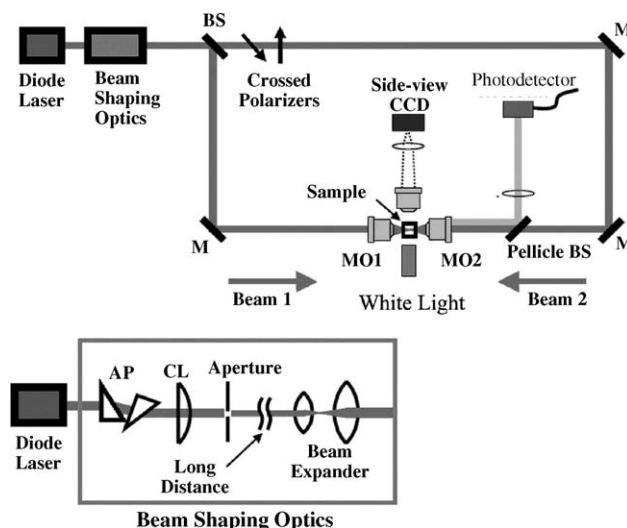 BS
M
Diode
Laser
Beam
Shaping
Optics
Crossed
Polarizers
Side-view
CCD
Photodetector
Sample
M
MO1
MO2
Pellicle BS
M
Beam 1
White Light
Beam 2
AP
CL
Aperture
Diode
Laser
Long
Distance
Beam
Expander
Beam Shaping Optics